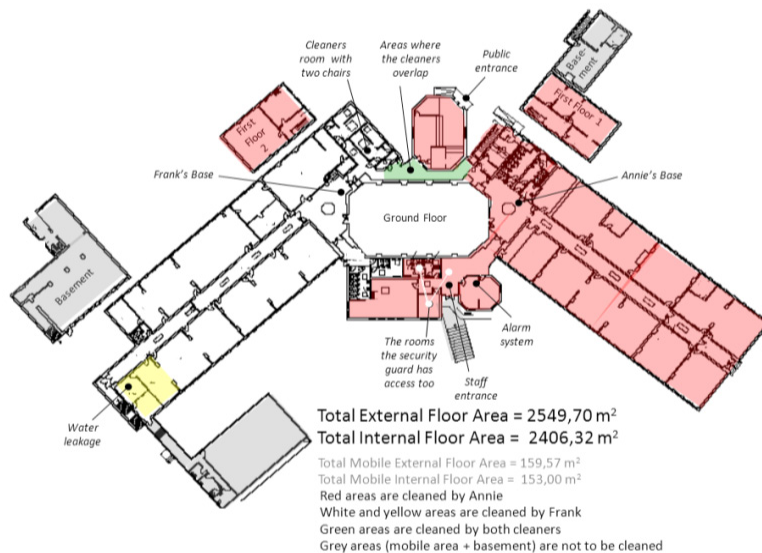 Cleaners
room with
two chairs
Areas where
the cleaners
overlap
Public
entrance
Base-
ment
First Floor 1
First
Floor
2
Frank's Base
Annie's Base
Ground Floor
Basement
The rooms
the security
guard has
access too
Alarm
system
Staff
entrance
Water
leakage
Total External Floor Area = 2549,70 m²
Total Internal Floor Area = 2406,32 m²
Total Mobile External Floor Area = 159,57 m²
Total Mobile Internal Floor Area = 153,00 m²
Red areas are cleaned by Annie
White and yellow areas are cleaned by Frank
Green areas are cleaned by both cleaners
Grey areas (mobile area + basement) are not to be cleaned